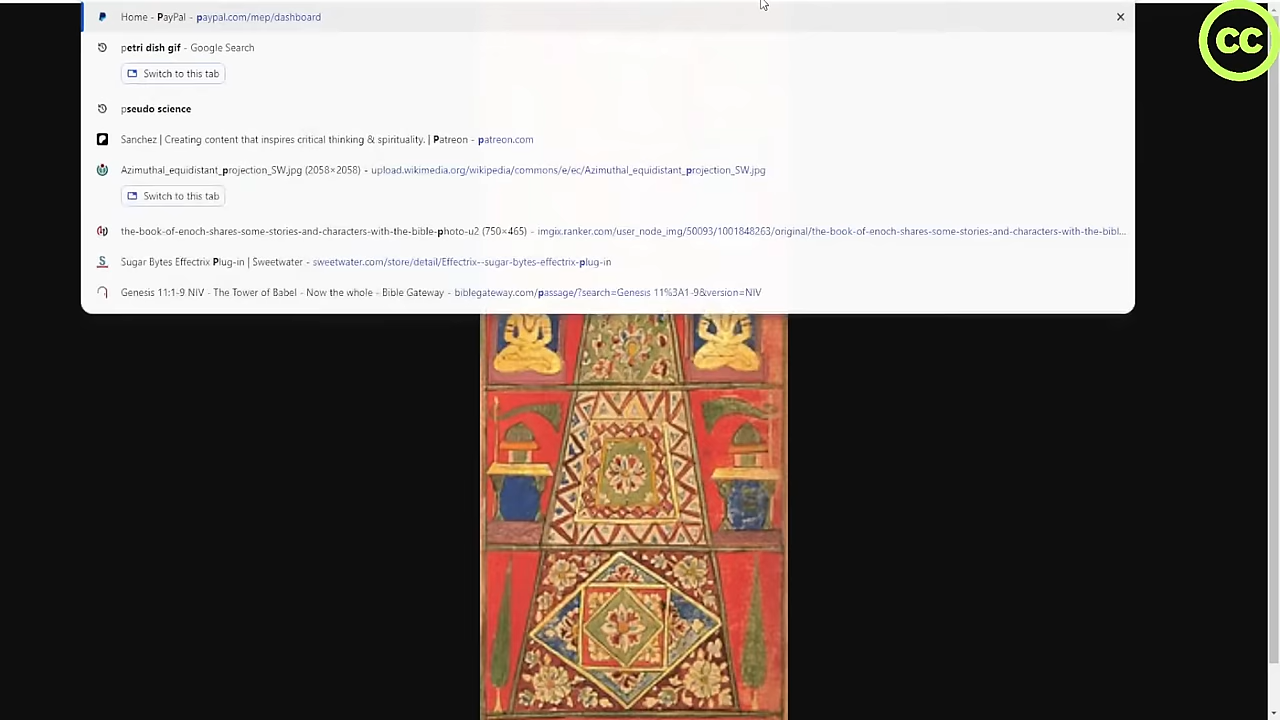 Home - PayPal - paypal.com/mep/dashboard
petri dish gif - Google Search
Switch to this tab
pseudo science
Sanchez | Creating content that inspires critical thinking & spirituality. | Patreon - patreon.com
Azimuthal_equidistant_projection_SW.jpg (2058×2058) - upload.wikimedia.org/wikipedia/commons/e/ec/Azimuthal_equidistant_projection_SW.jpg
Switch to this tab
the-book-of-enoch-shares-some-stories-and-characters-with-the-bible-photo-u2 (750×465) - imgix.ranker.com/user_node_img/50093/1001848263/original/the-book-of-enoch-shares-some-stories-and-characters-with-the-bibl...
Sugar Bytes Effectrix Plug-in | Sweetwater - sweetwater.com/store/detail/Effectrix--sugar-bytes-effectrix-plug-in
Genesis 11:1-9 NIV - The Tower of Babel - Now the whole - Bible Gateway - biblegateway.com/passage/?search=Genesis 11%3A1-9&version=NIV
CC